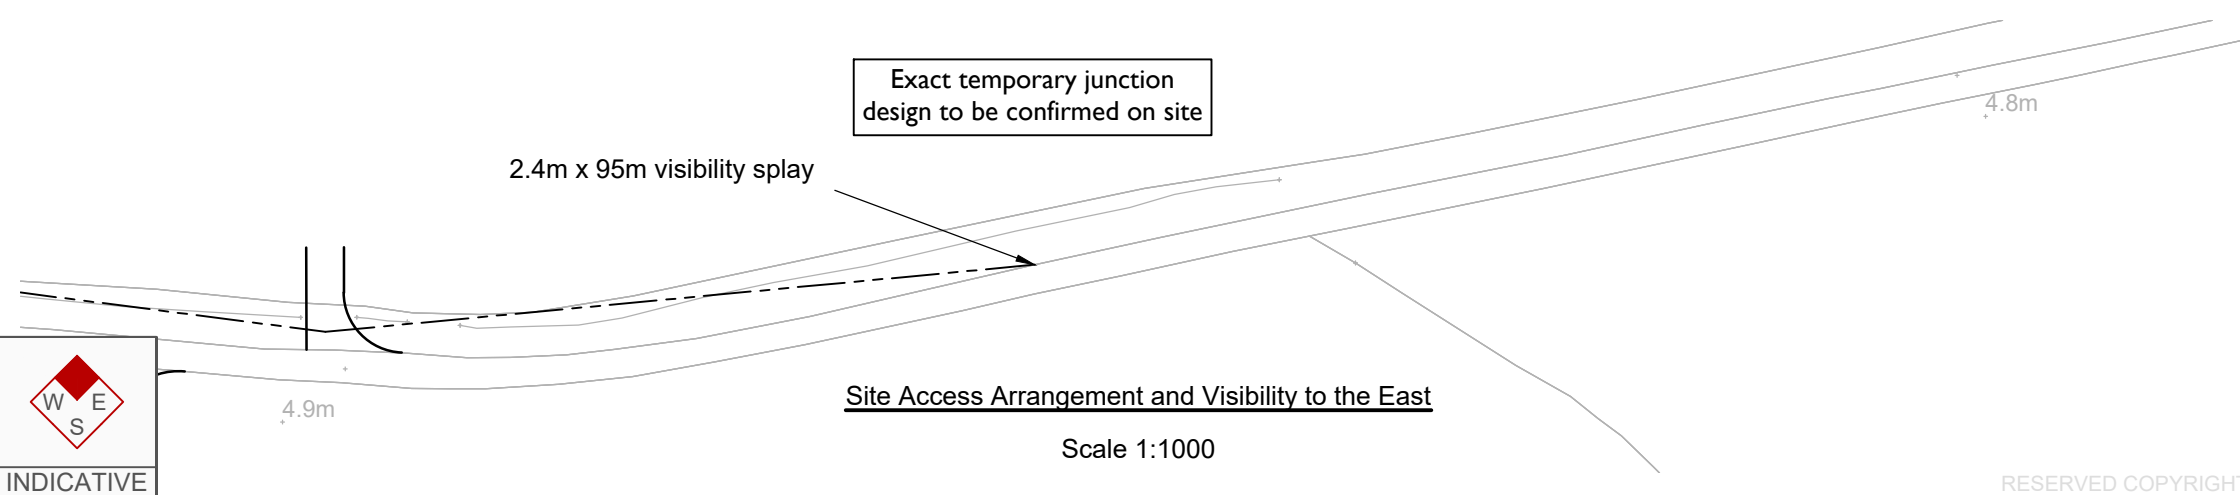 Exact temporary junction
design to be confirmed on site
4.8m
2.4m x 95m visibility splay
Site Access Arrangement and Visibility to the East
W E
S
4.9m
Scale 1:1000
INDICATIVE
RESERVED COPYRIGHT